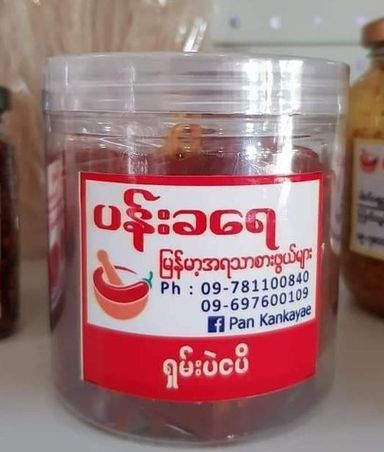 ပန်းခရေ
မြန်မာ့အရသာစားဖွယ်များ
Ph : 09-781100840
09-697600109
Pan Kankayae
ရှမ်းပဲငပိ